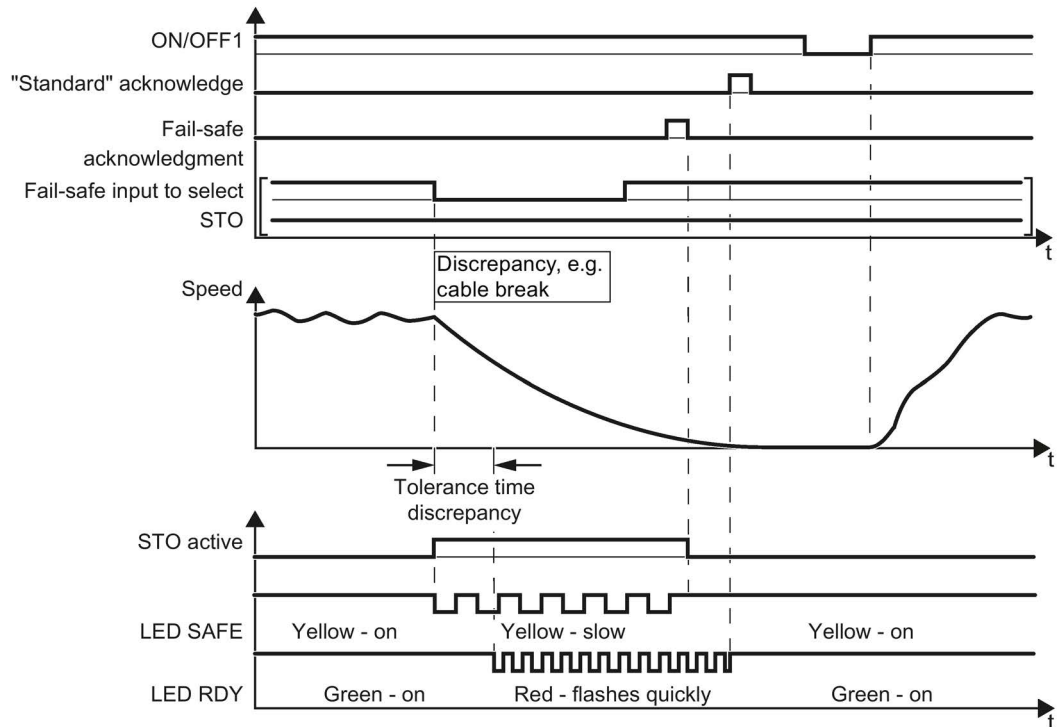 ON/OFF1
"Standard" acknowledge
Fail-safe
acknowledgment
Fail-safe input to select
STO
t
Discrepancy, e.g.
cable break
Speed
t
Tolerance time
discrepancy
STO active
LED SAFE
Yellow - on
Yellow - slow
Yellow - on
LED RDY
Green - on
Red - flashes quickly
Green - on
t